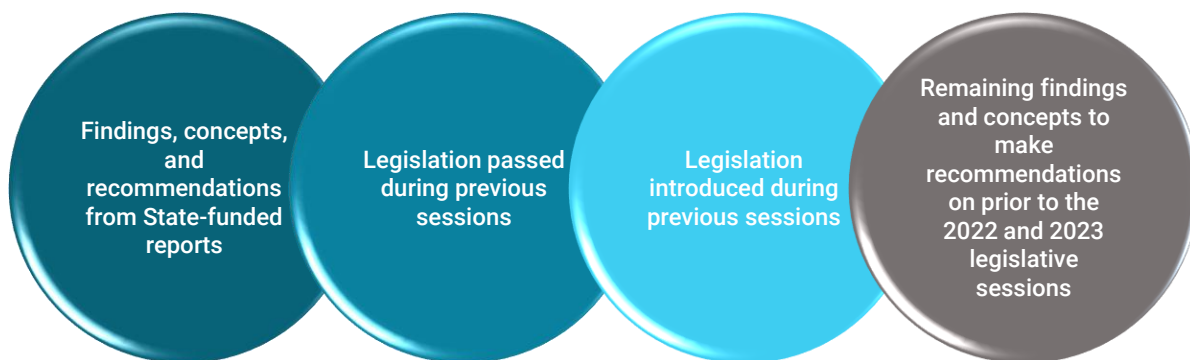 Findings, concepts,
and
recommendations
from State-funded
reports
Legislation passed
during previous
sessions
Legislation
introduced during
previous sessions
Remaining findings
and concepts to
make
recommendations
on prior to the
2022 and 2023
legislative
sessions